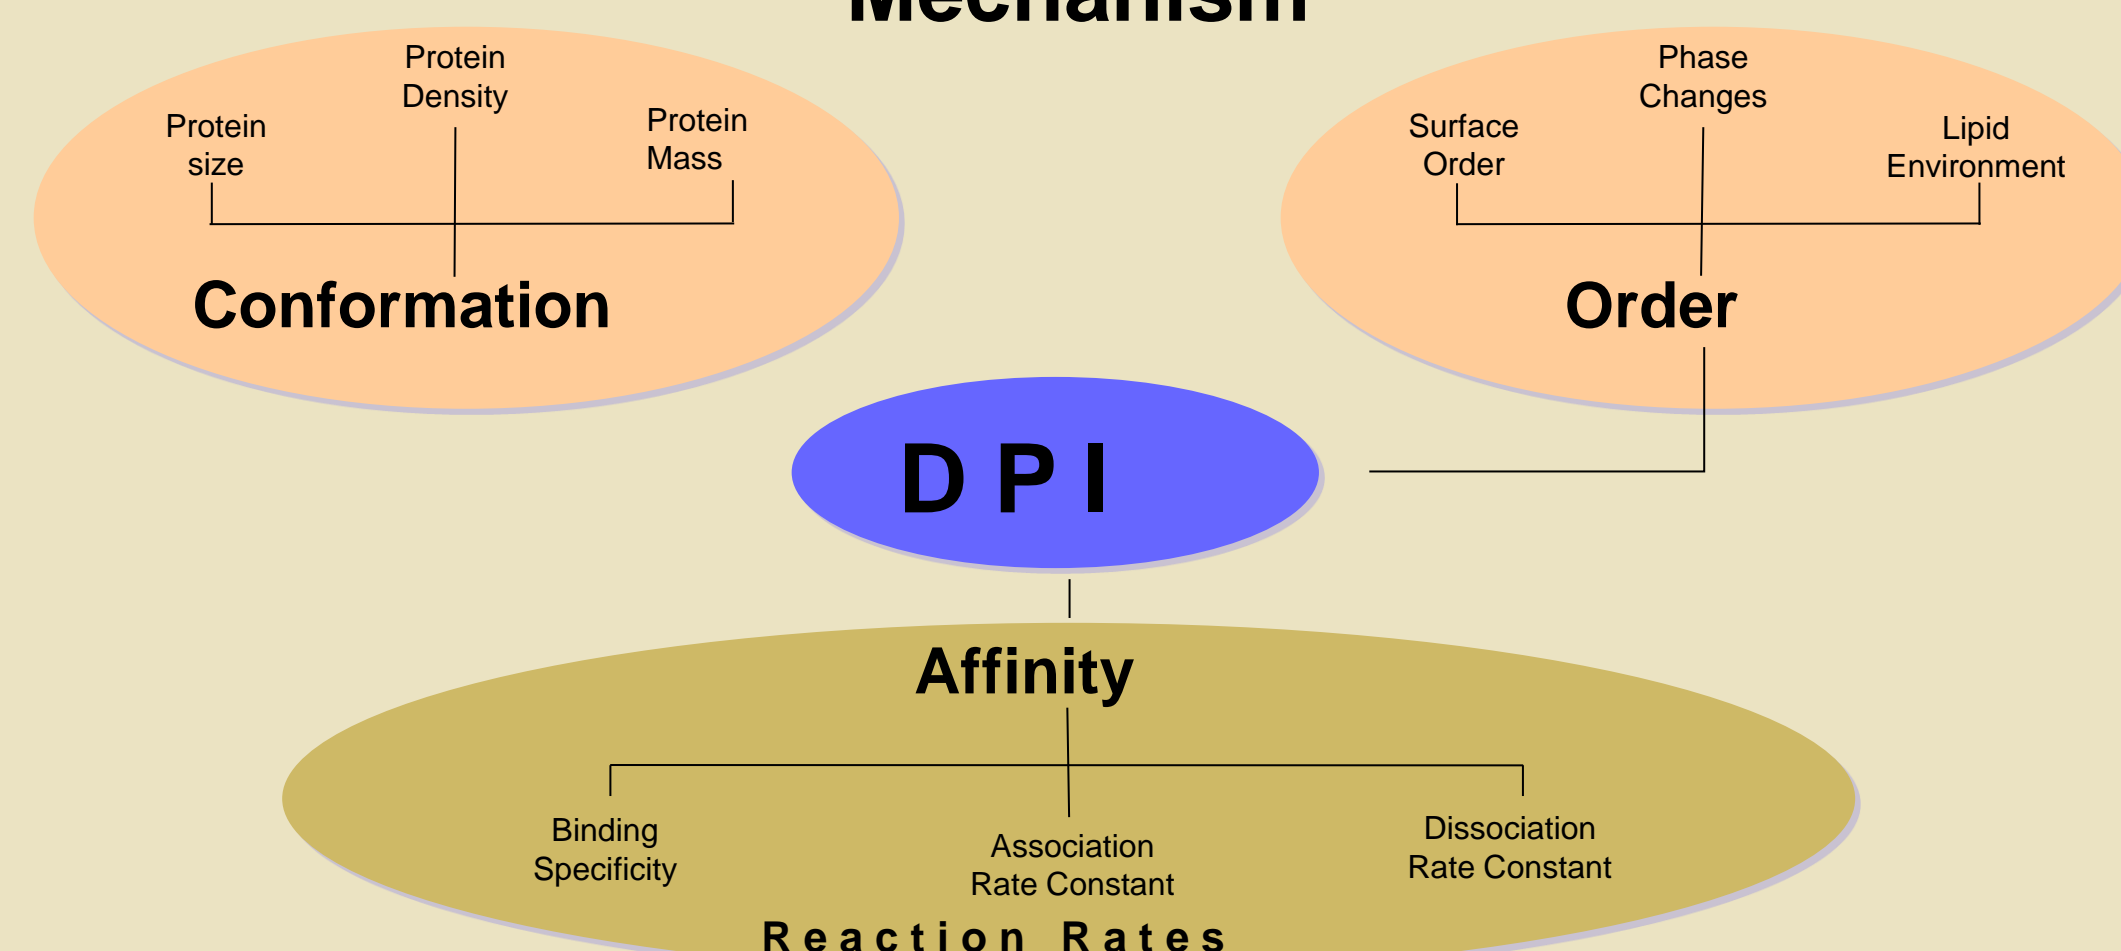 Mechanism
Protein
Density
Protein
size
Protein
Mass
Conformation
Phase
Changes
Surface
Order
Lipid
Environment
Order
D P I
Affinity
Binding
Specificity
Association
Rate Constant
Dissociation
Rate Constant
Reaction Rates